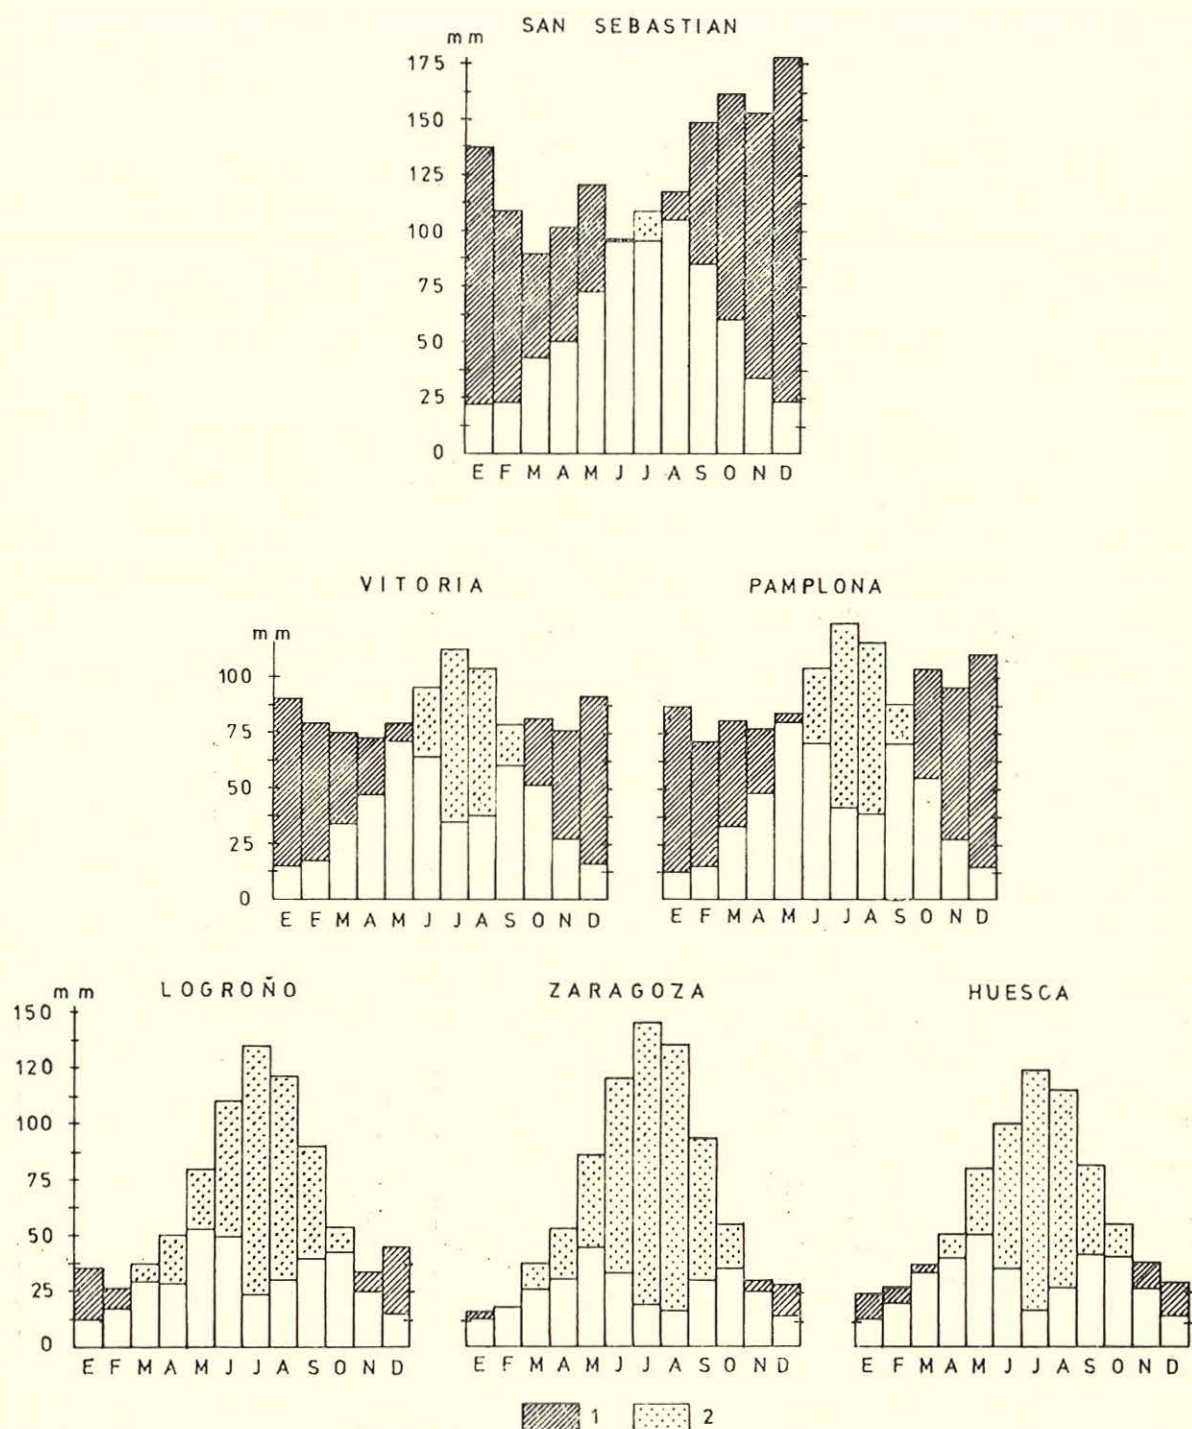 SAN SEBASTIAN
mm
175
150
125
100
75
50
25
0
E F M A M J J A S O N D
VITORIA PAMPLONA
mm
100
75
50
25
0
E F M A M J J A S O N D E F M A M J J A S O N D
mm LOGROÑO ZARAGOZA HUESCA
150
120
100
75
50
25
0
E F M A M J J A S O N D E F M A M J J A S O N D E F M A M J J A S O N D
1 2